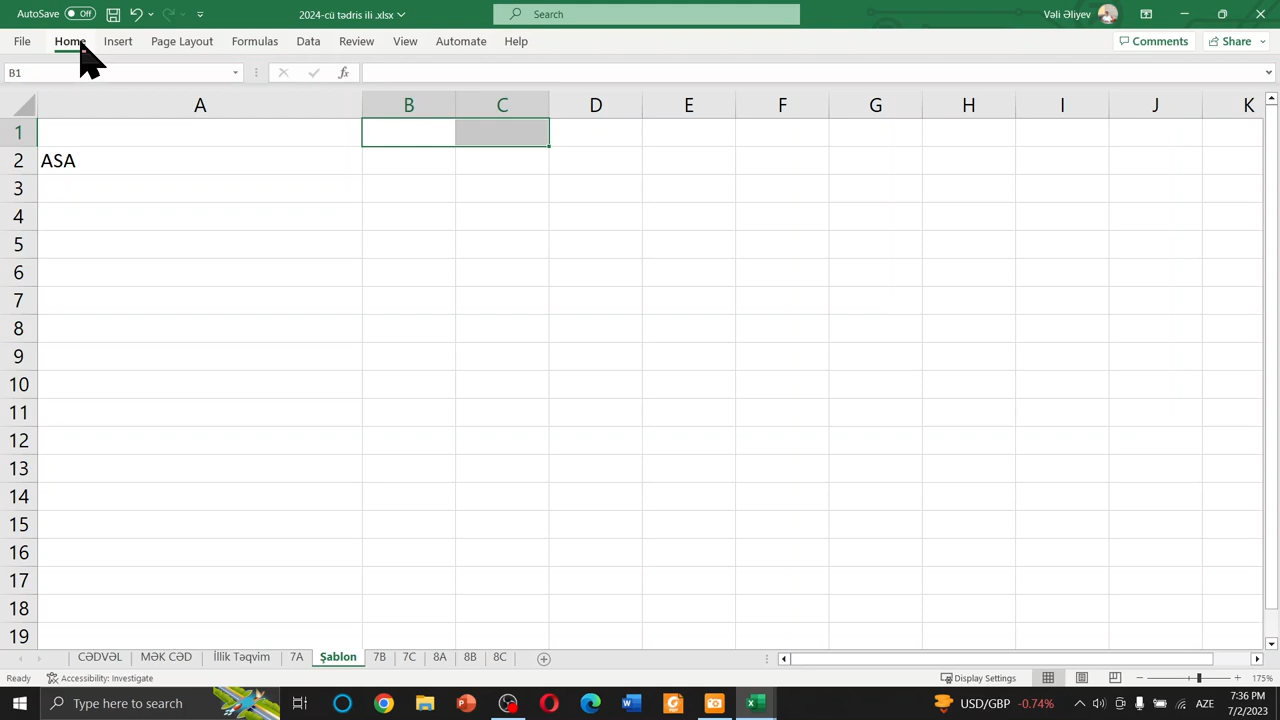 AutoSave Off 2024-cü tədris ili .xlsx Search Vəli Əliyev
File Home Insert Page Layout Formulas Data Review View Automate Help Comments Share
B1 fx
A B C D E F G H I J K
1
2 ASA
3
4
5
6
7
8
9
10
11
12
13
14
15
16
17
18
19
CƏDVƏL MƏK CƏD İllik Təqvim 7A Şablon 7B 7C 8A 8B 8C
Ready Accessibility: Investigate Display Settings 175%
Type here to search USD/GBP -0.74% AZE 7:36 PM
7/2/2023